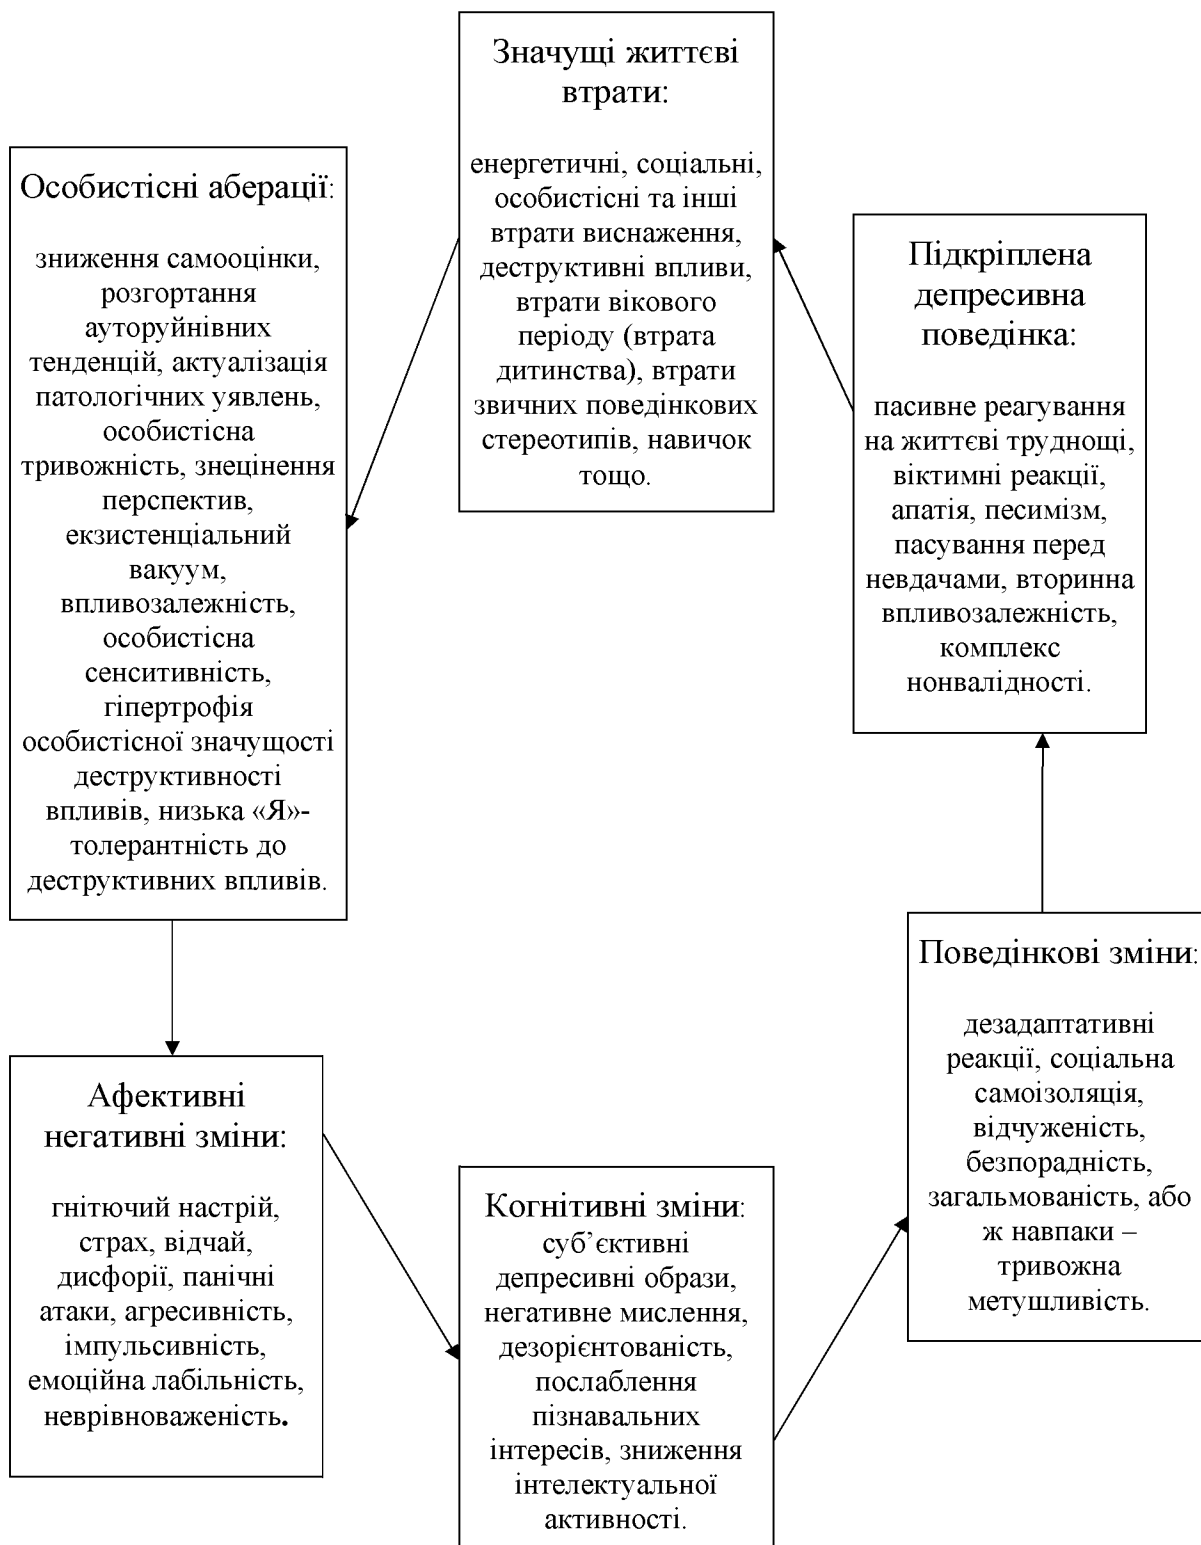 Значущі життєві
втрати:
енергетичні, соціальні,
особистісні та інші
втрати виснаження,
деструктивні впливи,
втрати вікового
періоду (втрата
дитинства), втрати
звичних поведінкових
стереотипів, навичок
тощо.
Особистісні аберації:
зниження самооцінки,
розгортання
ауторуйнівних
тенденцій, актуалізація
патологічних уявлень,
особистісна
тривожність, знецінення
перспектив,
екзистенціальний
вакуум,
впливозалежність,
особистісна
сенситивність,
гіпертрофія
особистісної значущості
деструктивності
впливів, низька «Я»-
толерантність до
деструктивних впливів.
Афективні
негативні зміни:
гнітючий настрій,
страх, відчай,
дисфорії, панічні
атаки, агресивність,
імпульсивність,
емоційна лабільність,
неврівноваженість.
Когнітивні зміни:
суб’єктивні
депресивні образи,
негативне мислення,
дезорієнтованість,
послаблення
пізнавальних
інтересів, зниження
інтелектуальної
активності.
Поведінкові зміни:
дезадаптативні
реакції, соціальна
самоізоляція,
відчуженість,
безпорадність,
загальмованість, або
ж навпаки –
тривожна
метушливість.
Підкріплена
депресивна
поведінка:
пасивне реагування
на життєві труднощі,
віктимні реакції,
апатія, песимізм,
пасування перед
невдачами, вторинна
впливозалежність,
комплекс
нонвалідності.